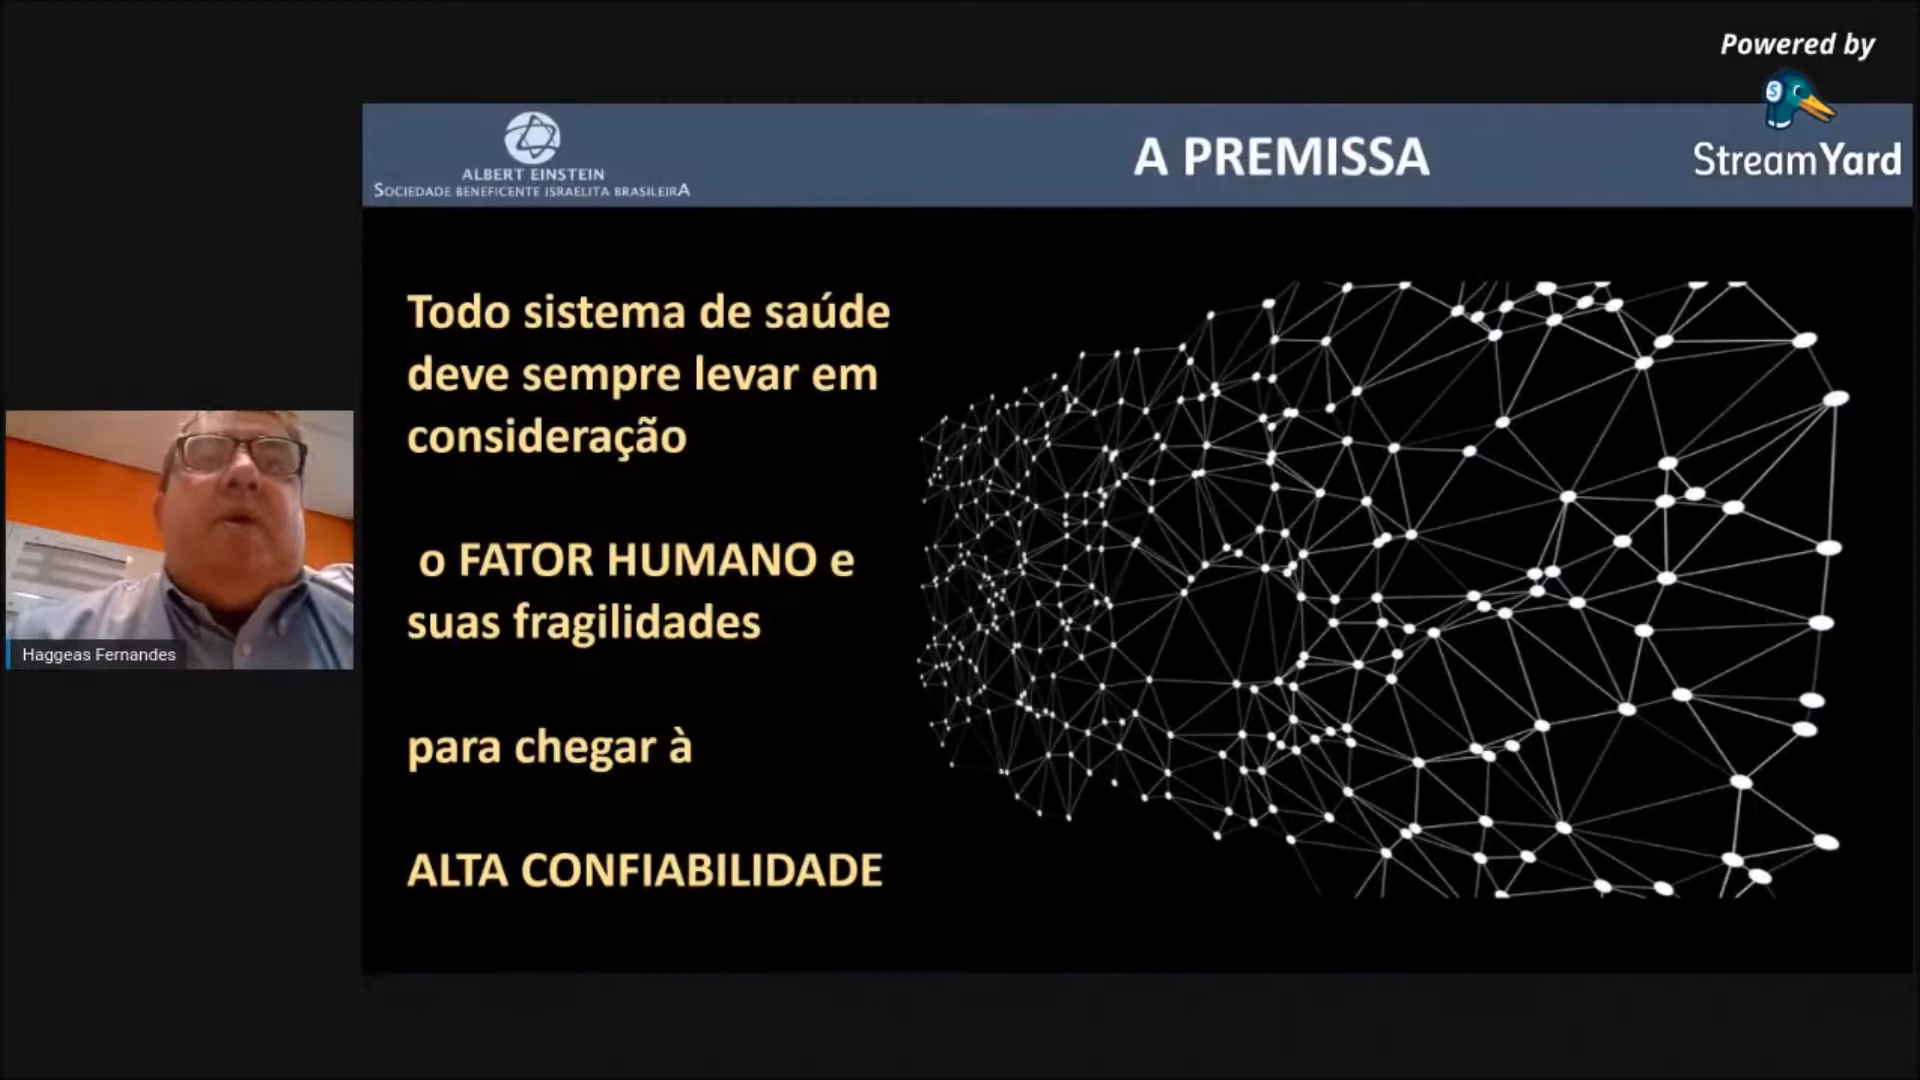 Powered by
StreamYard
ALBERT EINSTEIN
SOCIEDADE BENEFICENTE ISRAELITA BRASILEIRA
A PREMISSA
Todo sistema de saúde
deve sempre levar em
consideração
o FATOR HUMANO e
suas fragilidades
para chegar à
ALTA CONFIABILIDADE
Haggeas Fernandes